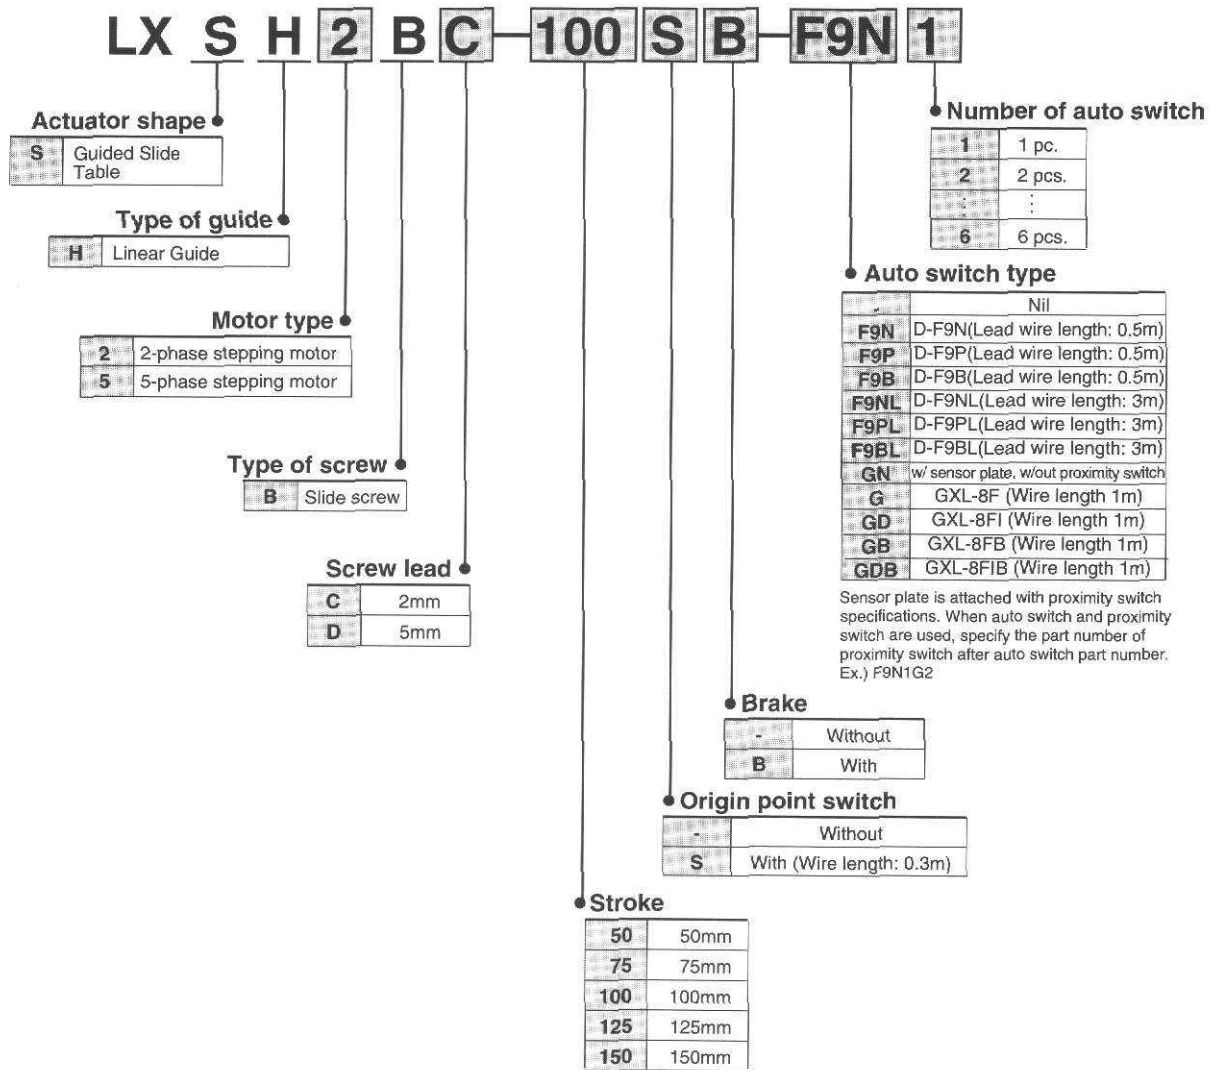 LX S H 2 B C-100 S B-F9N 1
Actuator shape
S Guided Slide
Table
Type of guide
H Linear Guide
Motor type
2 2-phase stepping motor
5 5-phase stepping motor
Type of screw
B Slide screw
Screw lead
C 2mm
D 5mm
Number of auto switch
1 1 pc.
2 2 pcs.
⋮ ⋮
6 6 pcs.
Auto switch type
- Nil
F9N D-F9N(Lead wire length: 0.5m)
F9P D-F9P(Lead wire length: 0.5m)
F9B D-F9B(Lead wire length: 0.5m)
F9NL D-F9NL(Lead wire length: 3m)
F9PL D-F9PL(Lead wire length: 3m)
F9BL D-F9BL(Lead wire length: 3m)
GN w/ sensor plate, w/out proximity switch
G GXL-8F (Wire length 1m)
GD GXL-8FI (Wire length 1m)
GB GXL-8FB (Wire length 1m)
GDB GXL-8FIB (Wire length 1m)
Sensor plate is attached with proximity switch
specifications. When auto switch and proximity
switch are used, specify the part number of
proximity switch after auto switch part number.
Ex.) F9N1G2
Brake
- Without
B With
Origin point switch
- Without
S With (Wire length: 0.3m)
Stroke
50 50mm
75 75mm
100 100mm
125 125mm
150 150mm